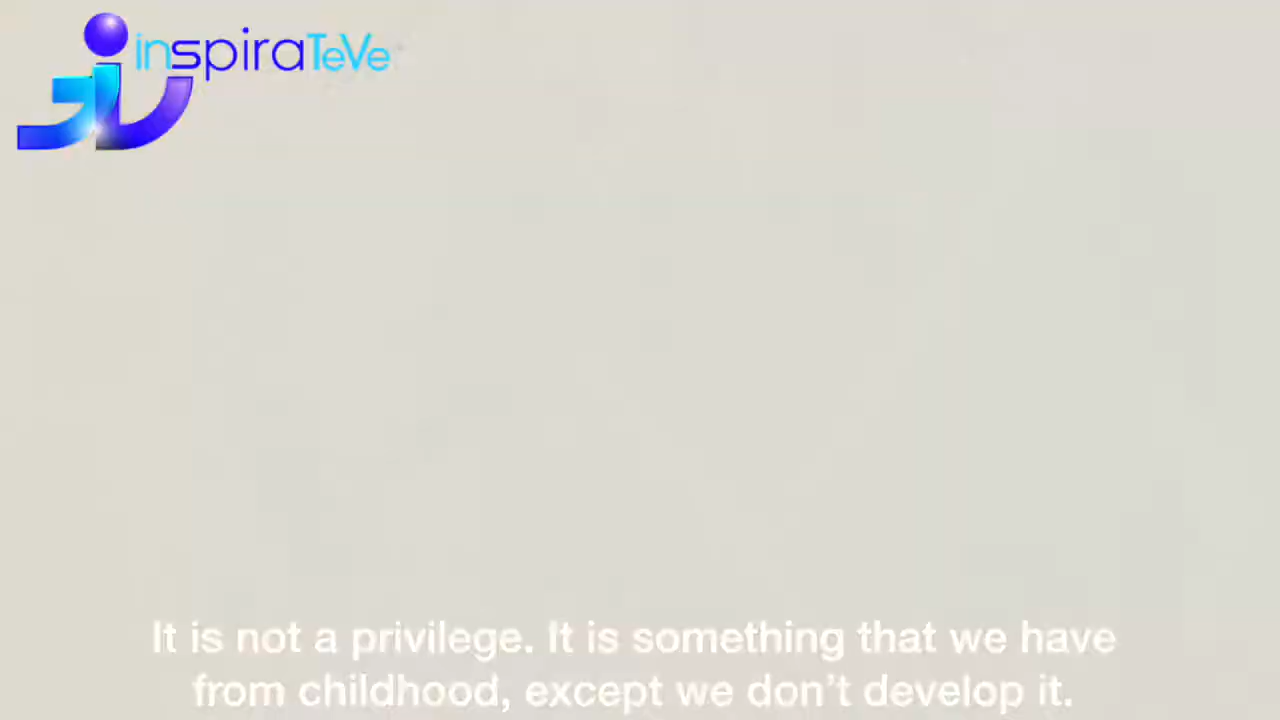 inspiraTeVe
It is not a privilege. It is something that we have
from childhood, except we don't develop it.